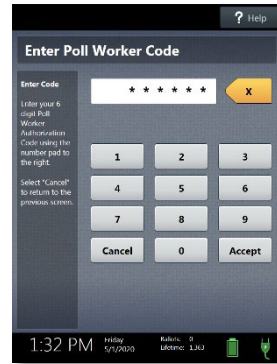 ? Help
Enter Poll Worker Code
Enter Code
Enter your 6
digit Poll
Worker
Authorization
Code using the
number pad to
the right.
Select "Cancel"
to return to the
previous screen.
* * * * * *
X
1 2 3
4 5 6
7 8 9
Cancel 0 Accept
1:32 PM
Friday
5/1/2020
Ballots: 0
Lifetime: 1,363